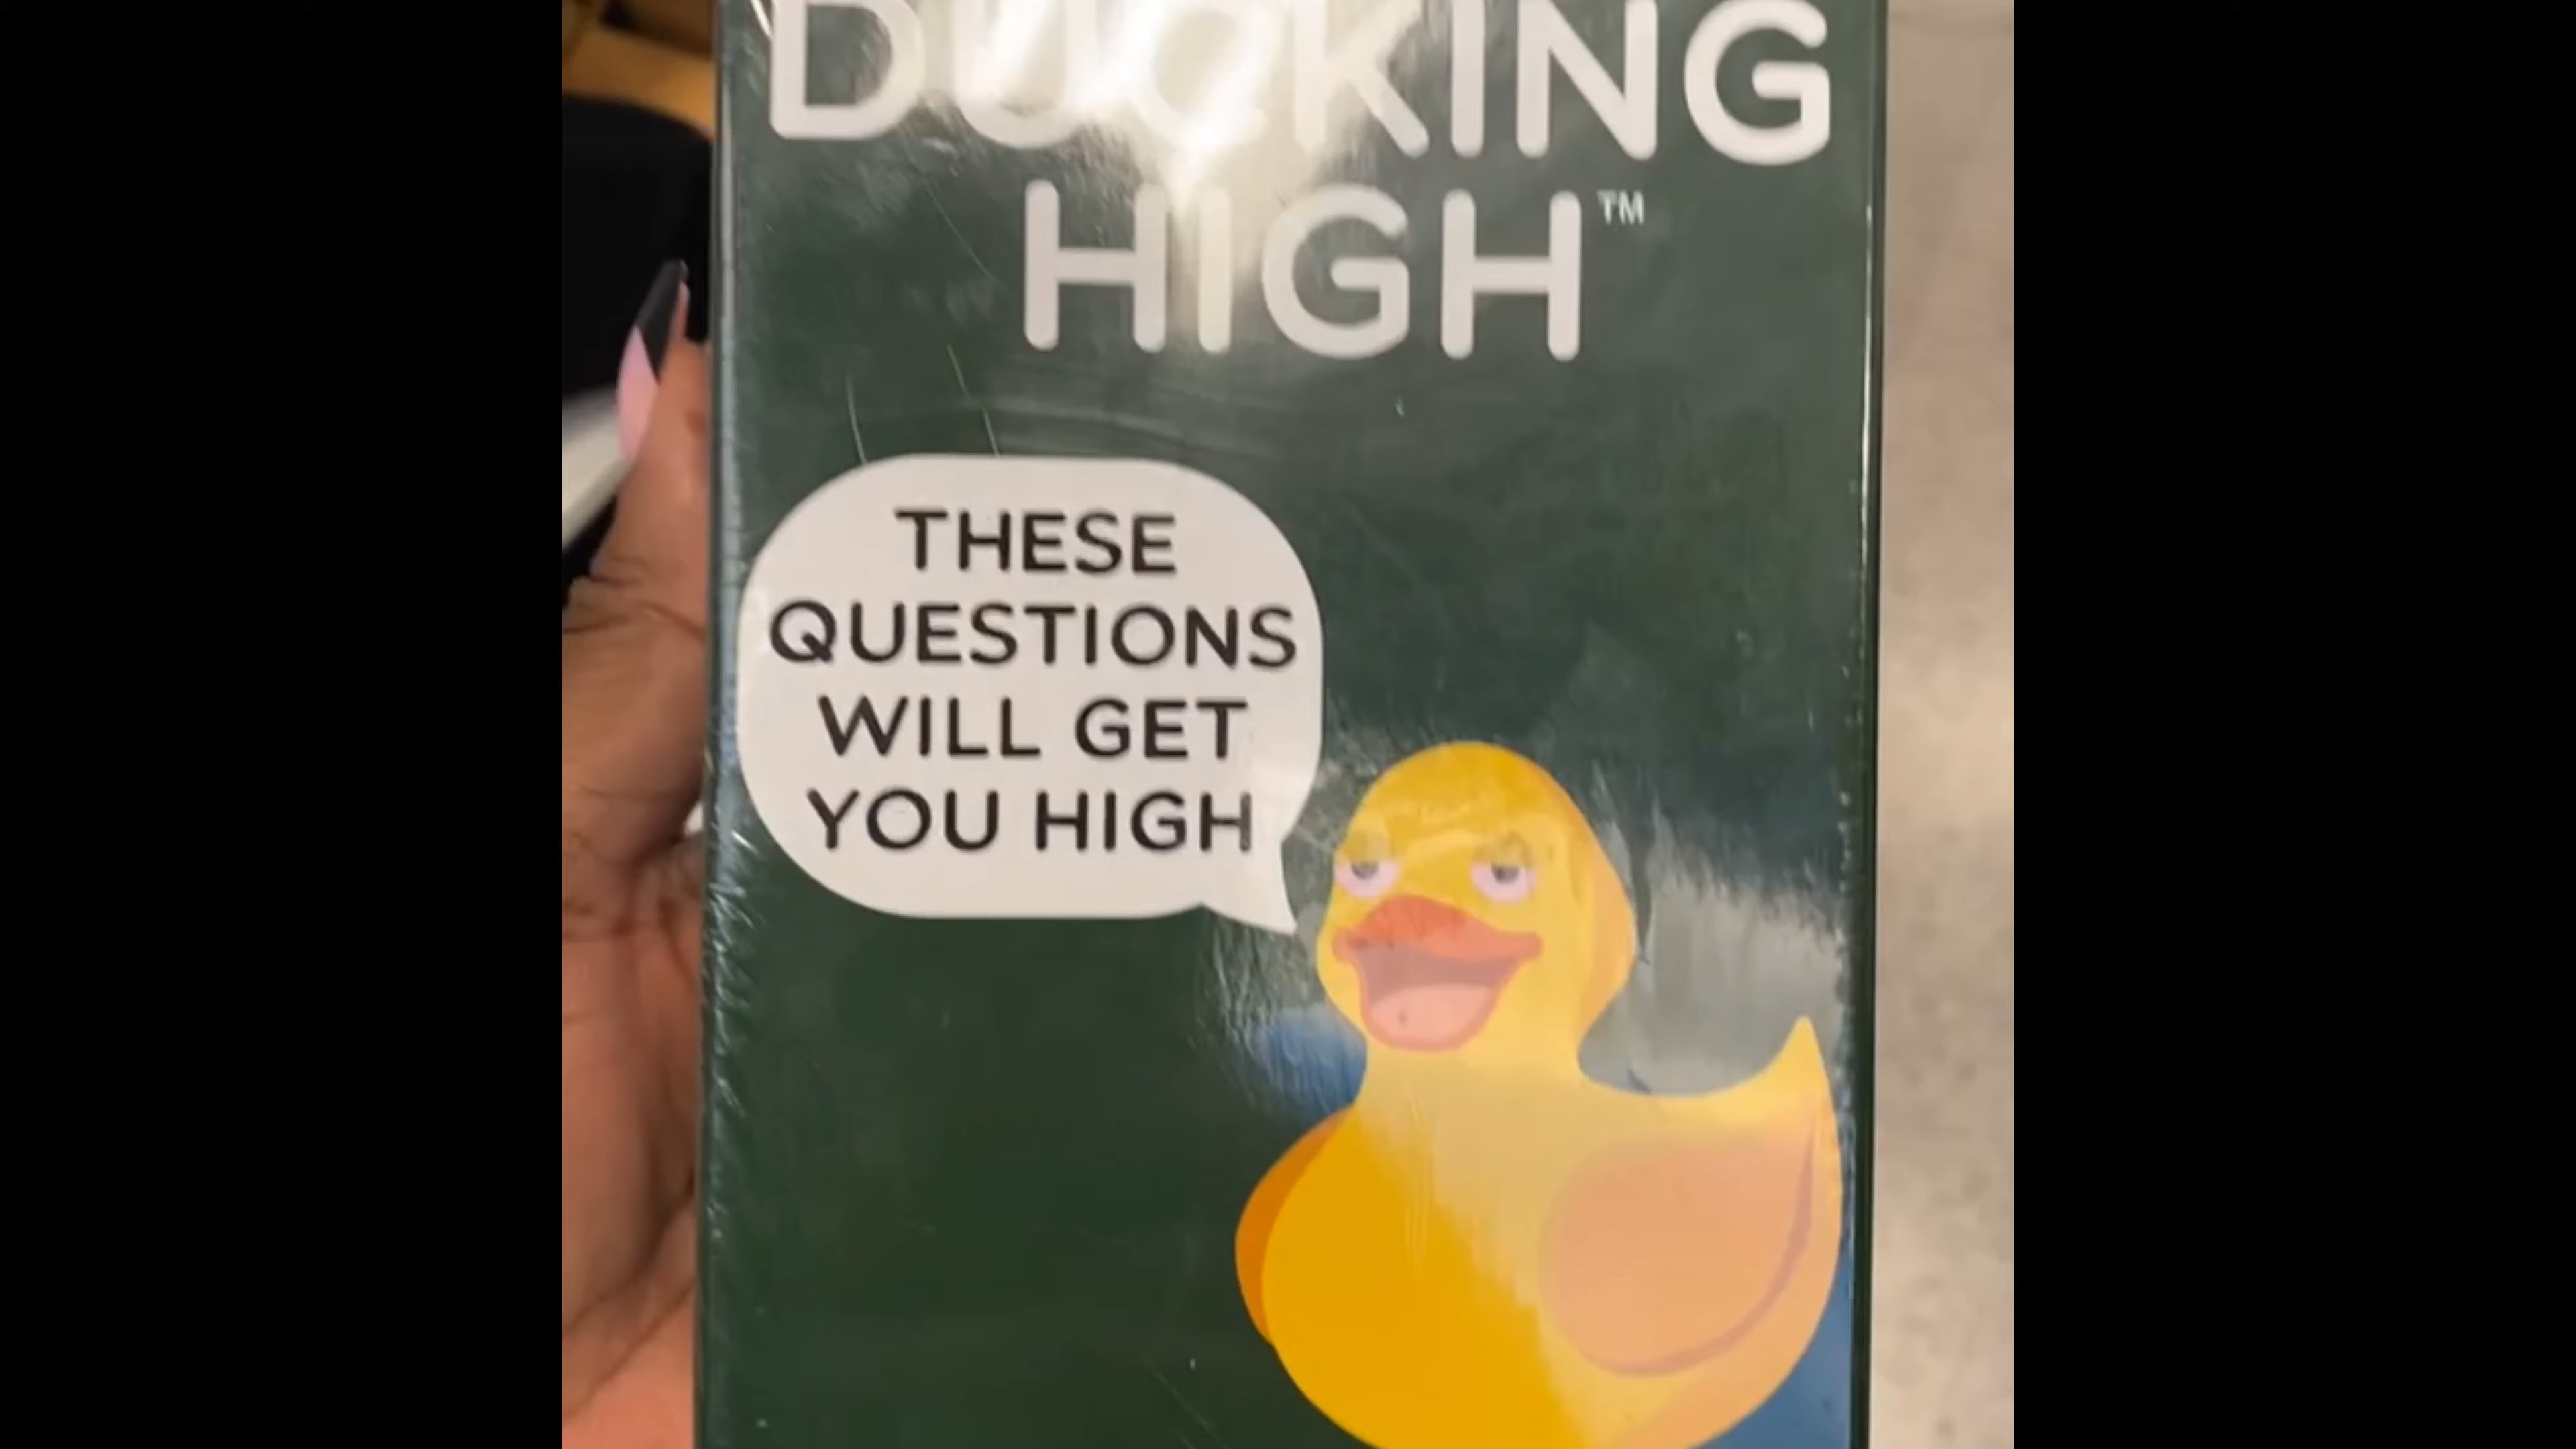 DUCKING
HIGH™
THESE
QUESTIONS
WILL GET
YOU HIGH